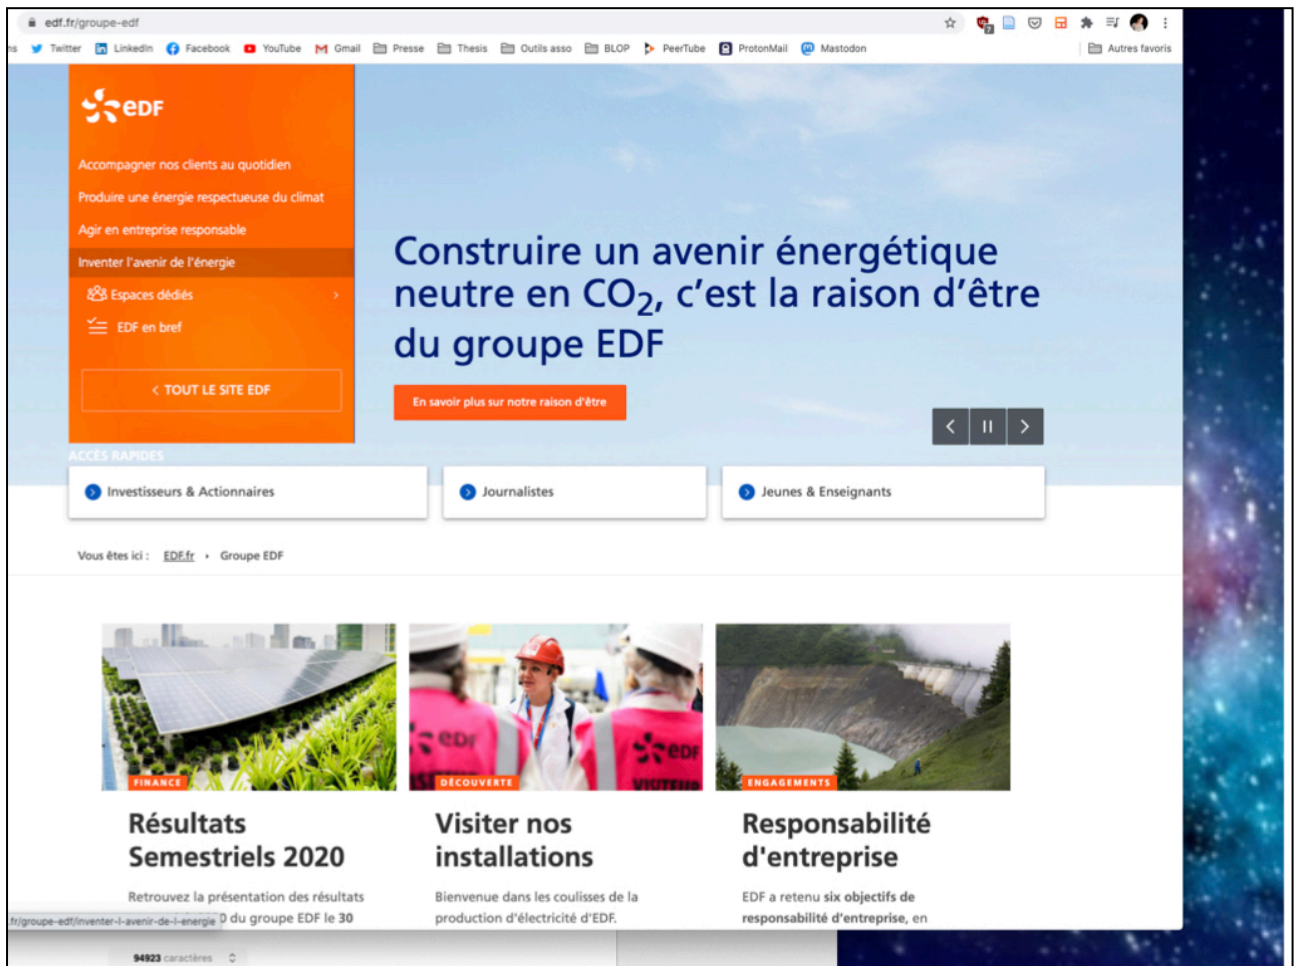 edf.fr/groupe-edf
7
ns Twitter LinkedIn Facebook YouTube Gmail Presse Thesis Outils asso BLOP PeerTube ProtonMail Mastodon Autres favoris
eDF
Accompagner nos clients au quotidien
Produire une énergie respectueuse du climat
Agir en entreprise responsable
Inventer l'avenir de l'énergie
Espaces dédiés
EDF en bref
< TOUT LE SITE EDF
Construire un avenir énergétique
neutre en CO₂, c'est la raison d'être
du groupe EDF
En savoir plus sur notre raison d'être
ACCÈS RAPIDES
Investisseurs & Actionnaires
Journalistes
Jeunes & Enseignants
Vous êtes ici : EDF.fr › Groupe EDF
eDF
eDF
VISITEUR
FINANCE
Résultats
Semestriels 2020
Retrouvez la présentation des résultats
0 du groupe EDF le 30
DÉCOUVERTE
Visiter nos
installations
Bienvenue dans les coulisses de la
production d'électricité d'EDF.
ENGAGEMENTS
Responsabilité
d'entreprise
EDF a retenu six objectifs de
responsabilité d'entreprise, en
.fr/groupe-edf/inventer-l-avenir-de-l-energie
94923 caractères